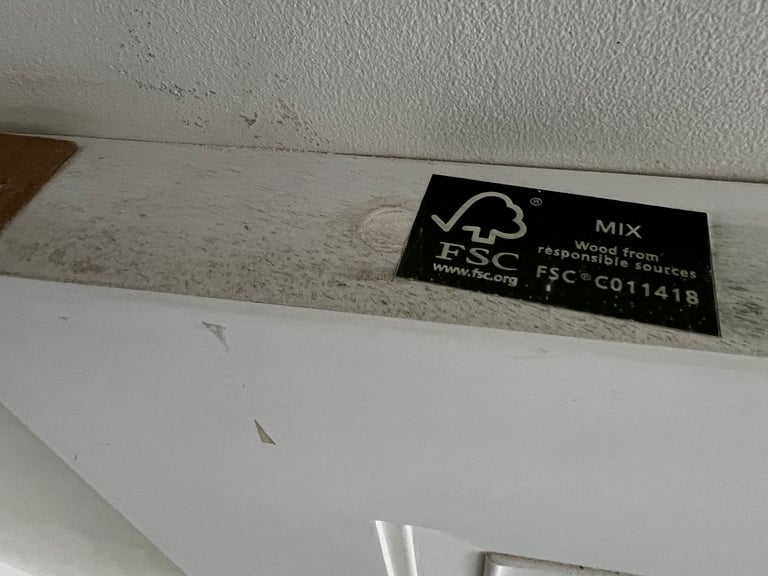 ®
FSC
www.fsc.org
MIX
Wood from
responsible sources
FSC® C011418